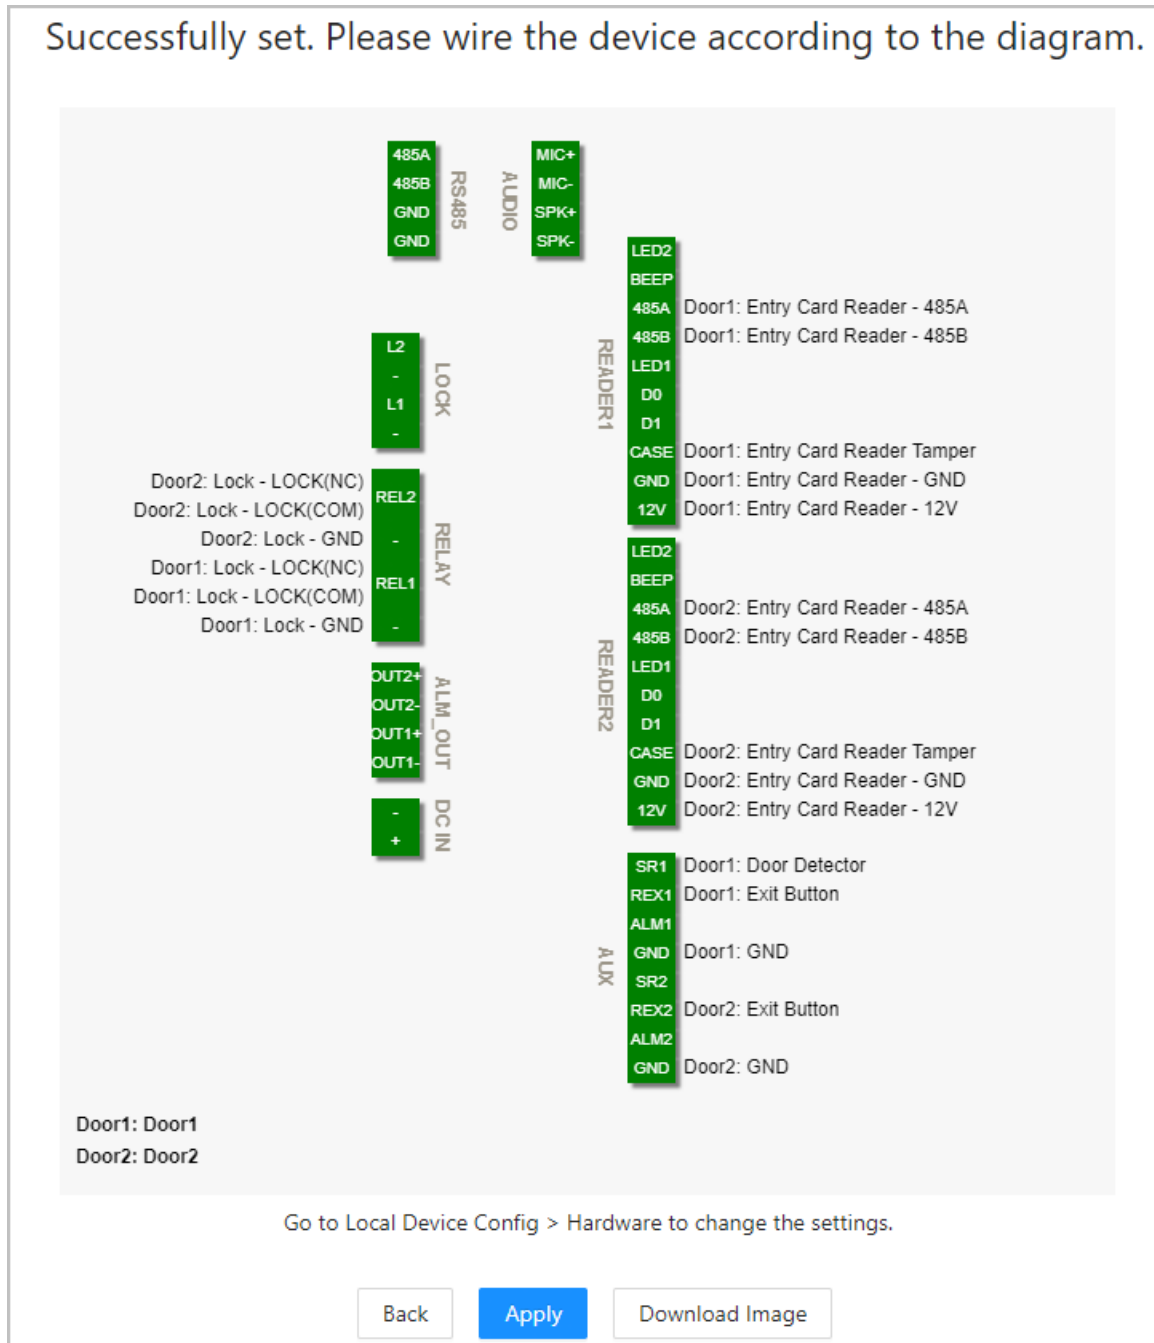 Successfully set. Please wire the device according to the diagram.
485A
485B
GND
GND
RS485
AUDIO
MIC+
MIC-
SPK+
SPK-
L2
-
L1
-
LOCK
Door2: Lock - LOCK(NC)
Door2: Lock - LOCK(COM)
Door2: Lock - GND
Door1: Lock - LOCK(NC)
Door1: Lock - LOCK(COM)
Door1: Lock - GND
REL2
-
REL1
-
RELAY
OUT2+
OUT2-
OUT1+
OUT1-
ALM_OUT
-
+
DC IN
READER1
LED2
BEEP
485A Door1: Entry Card Reader - 485A
485B Door1: Entry Card Reader - 485B
LED1
D0
D1
CASE Door1: Entry Card Reader Tamper
GND Door1: Entry Card Reader - GND
12V Door1: Entry Card Reader - 12V
READER2
LED2
BEEP
485A Door2: Entry Card Reader - 485A
485B Door2: Entry Card Reader - 485B
LED1
D0
D1
CASE Door2: Entry Card Reader Tamper
GND Door2: Entry Card Reader - GND
12V Door2: Entry Card Reader - 12V
AUX
SR1 Door1: Door Detector
REX1 Door1: Exit Button
ALM1
GND Door1: GND
SR2
REX2 Door2: Exit Button
ALM2
GND Door2: GND
Door1: Door1
Door2: Door2
Go to Local Device Config > Hardware to change the settings.
Back Apply Download Image